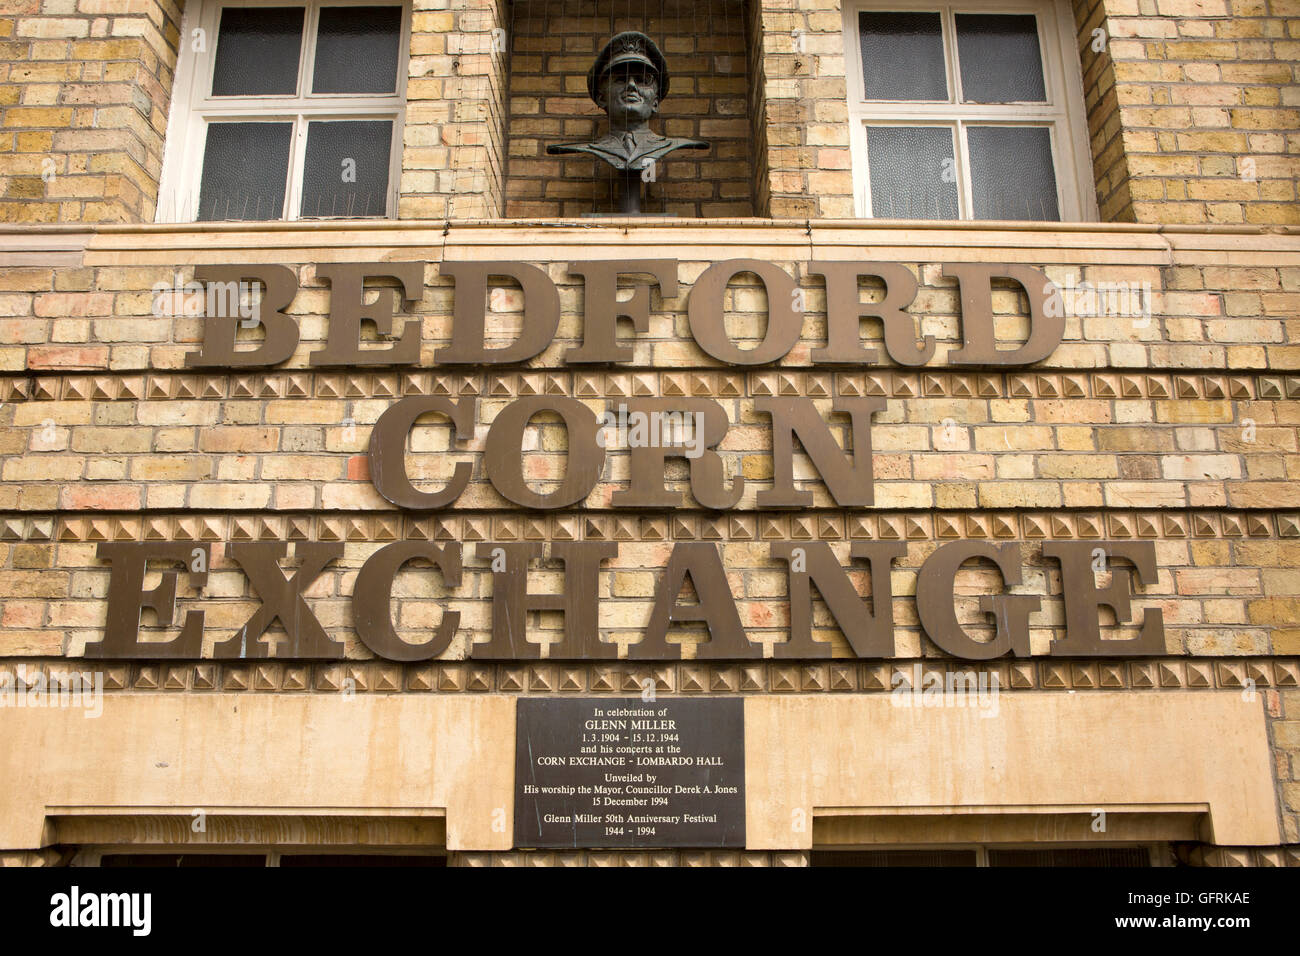 BEDFORD
CORN
EXCHANGE
In celebration of
GLENN MILLER
1.3.1904 - 15.12.1944
and his concerts at the
CORN EXCHANGE - LOMBARDO HALL
Unveiled by
His worship the Mayor, Councillor Derek A. Jones
15 December 1994
Glenn Miller 50th Anniversary Festival
1944 - 1994
alamy
Image ID: GFRKAE
www.alamy.com